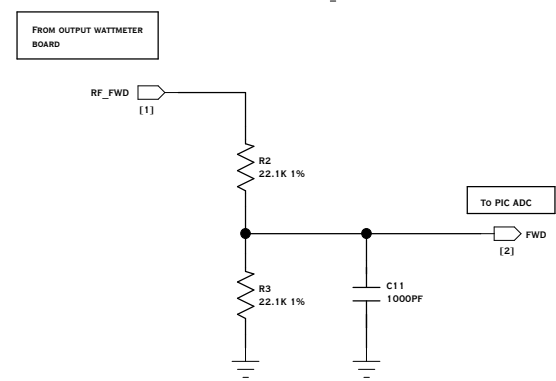 FROM OUTPUT WATTMETER
BOARD
RF_FWD
[1]
R2
22.1K 1%
TO PIC ADC
FWD
[2]
R3
22.1K 1%
C11
1000PF